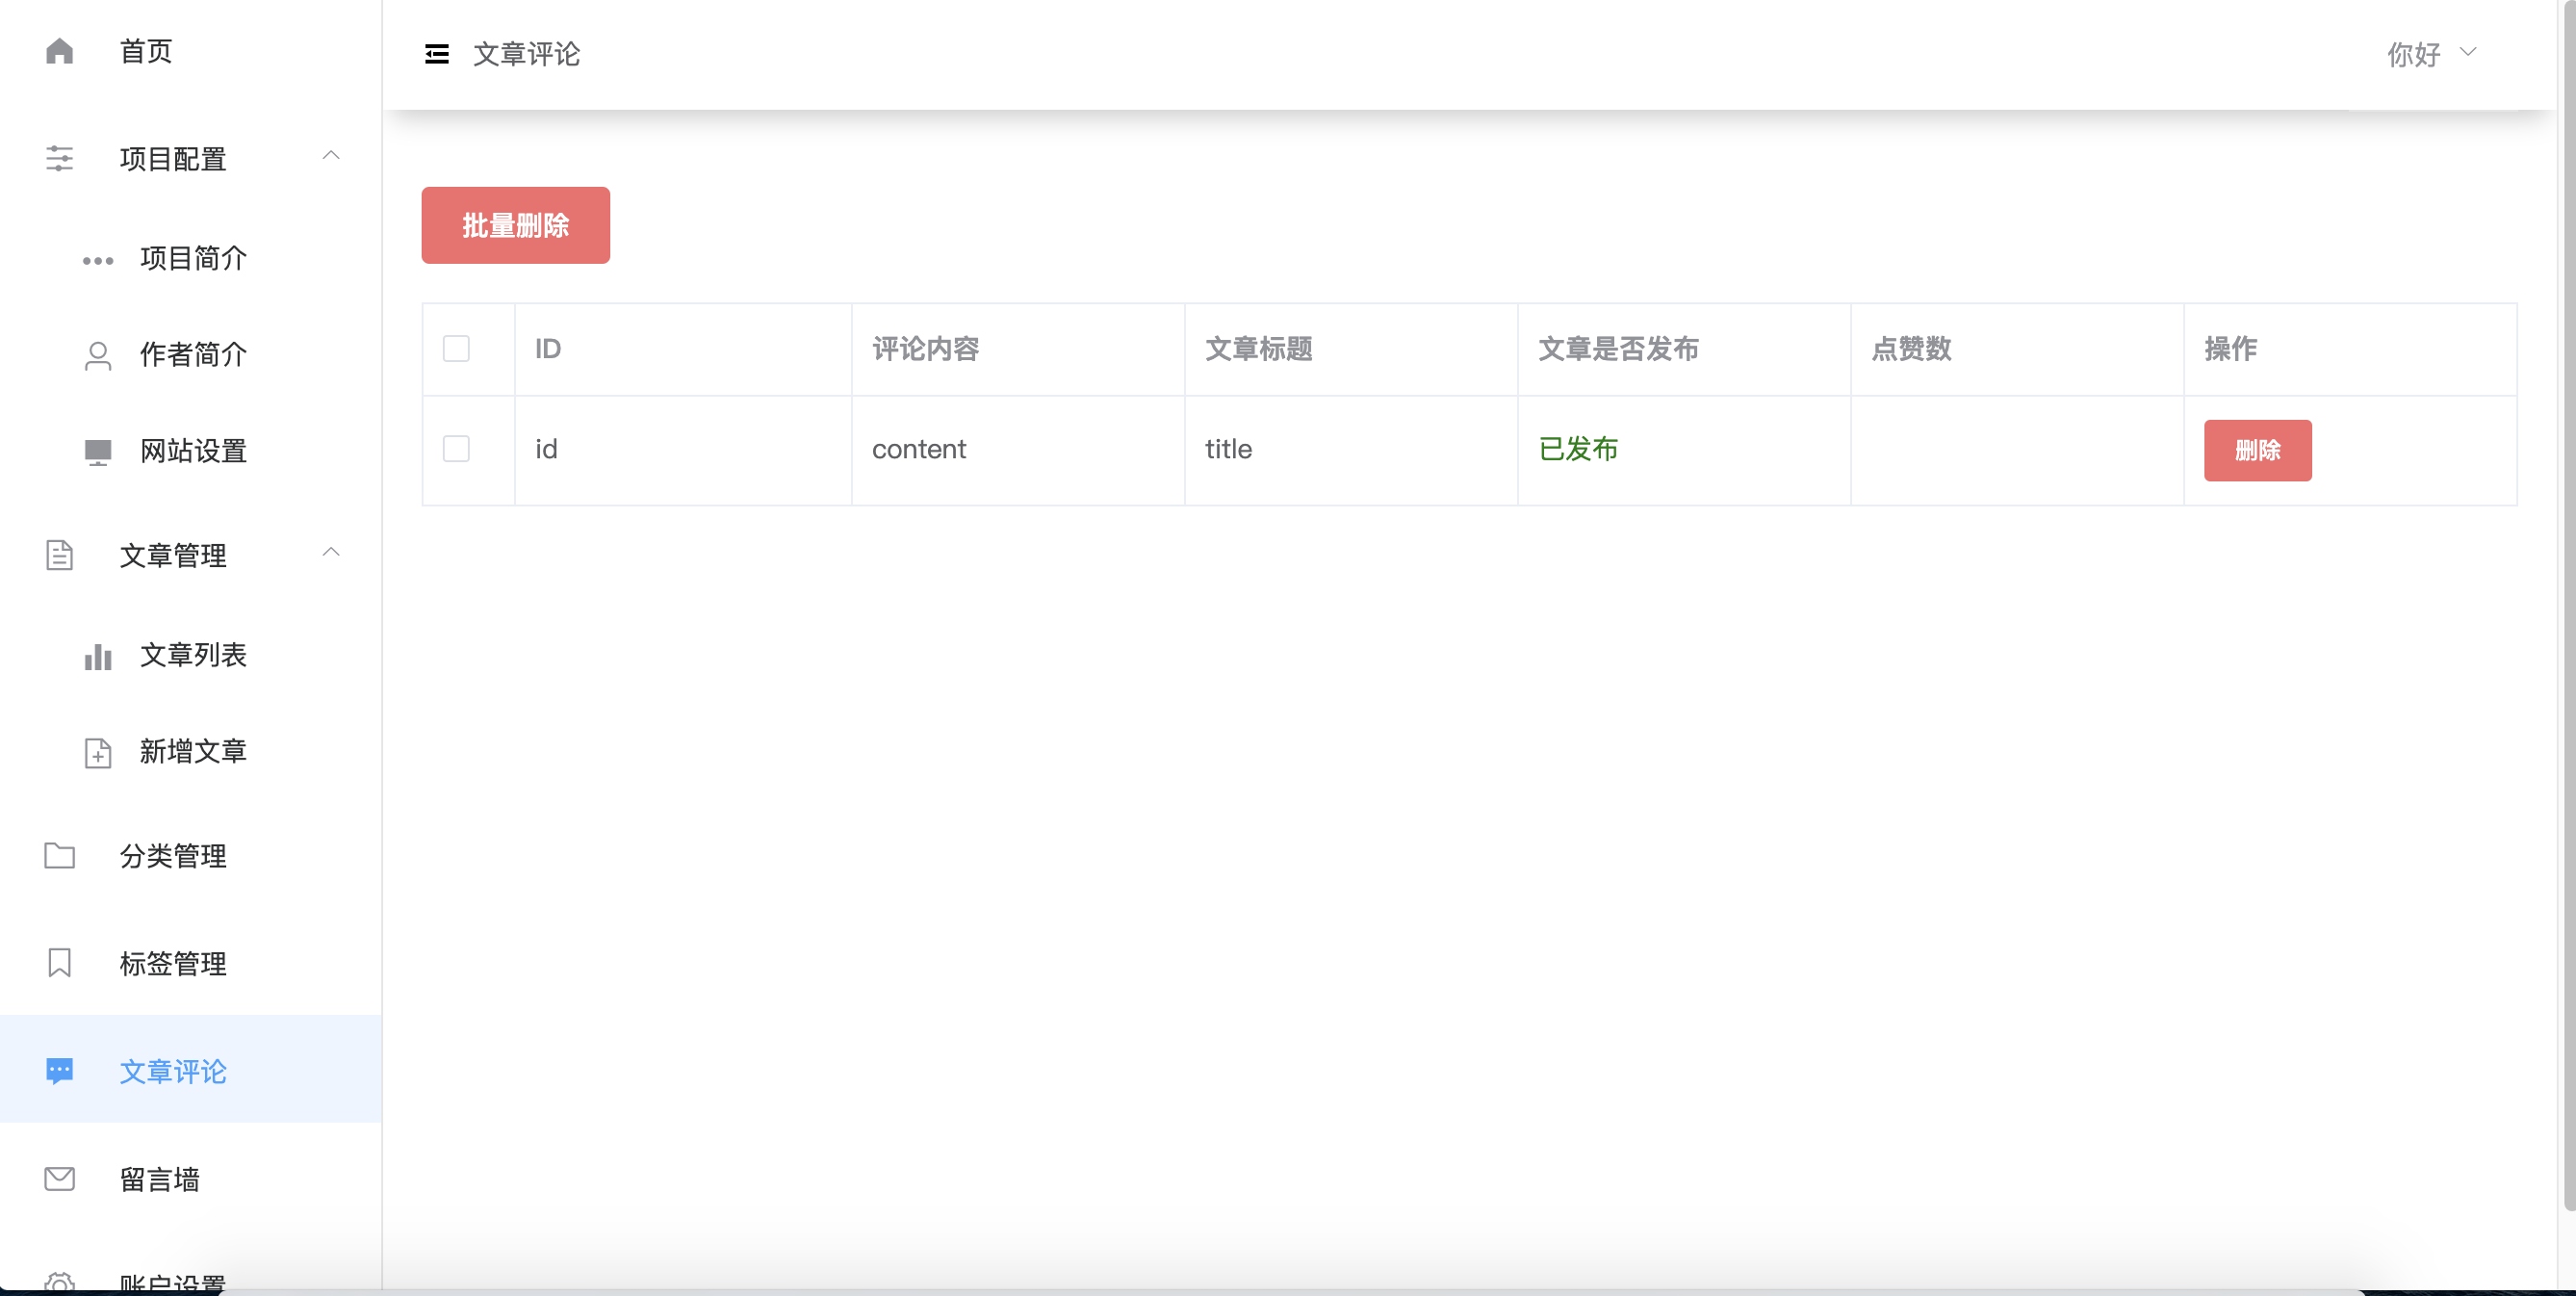 首页
项目配置
项目简介
作者简介
网站设置
文章管理
文章列表
新增文章
分类管理
标签管理
文章评论
留言墙
账户设置
文章评论
你好
批量删除
ID 评论内容 文章标题 文章是否发布 点赞数 操作
id content title 已发布 删除